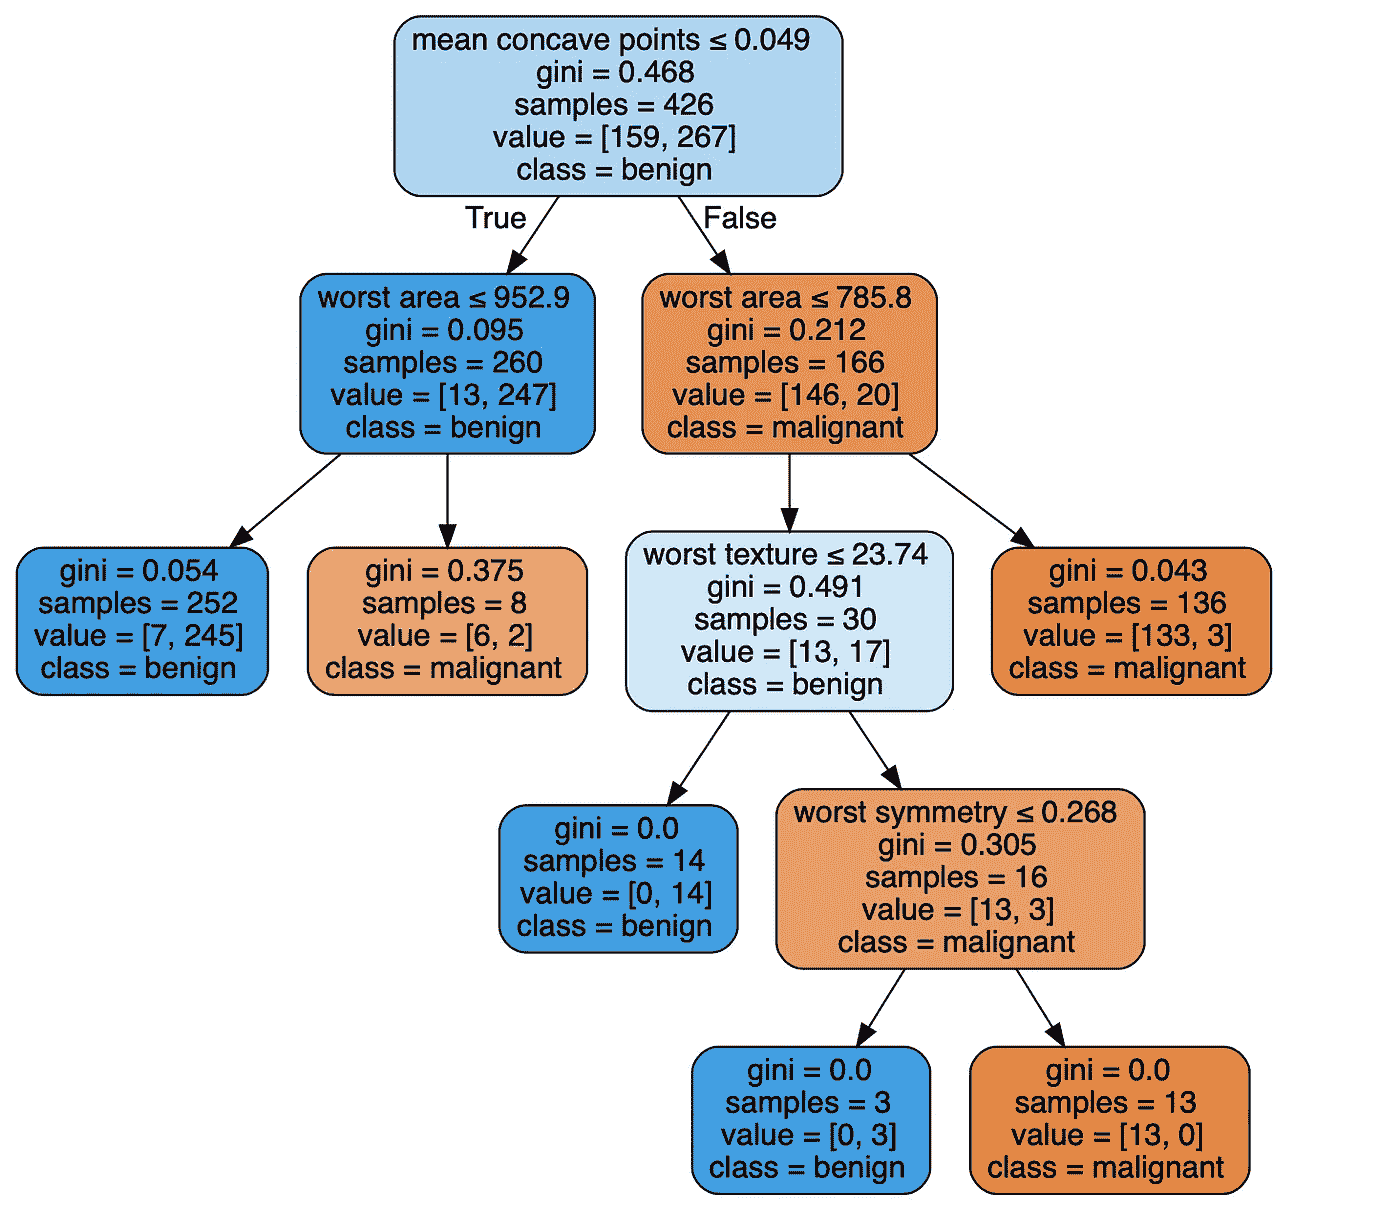 mean concave points ≤ 0.049
gini = 0.468
samples = 426
value = [159, 267]
class = benign
True
False
worst area ≤ 952.9
gini = 0.095
samples = 260
value = [13, 247]
class = benign
worst area ≤ 785.8
gini = 0.212
samples = 166
value = [146, 20]
class = malignant
gini = 0.054
samples = 252
value = [7, 245]
class = benign
gini = 0.375
samples = 8
value = [6, 2]
class = malignant
worst texture ≤ 23.74
gini = 0.491
samples = 30
value = [13, 17]
class = benign
gini = 0.043
samples = 136
value = [133, 3]
class = malignant
gini = 0.0
samples = 14
value = [0, 14]
class = benign
worst symmetry ≤ 0.268
gini = 0.305
samples = 16
value = [13, 3]
class = malignant
gini = 0.0
samples = 3
value = [0, 3]
class = benign
gini = 0.0
samples = 13
value = [13, 0]
class = malignant